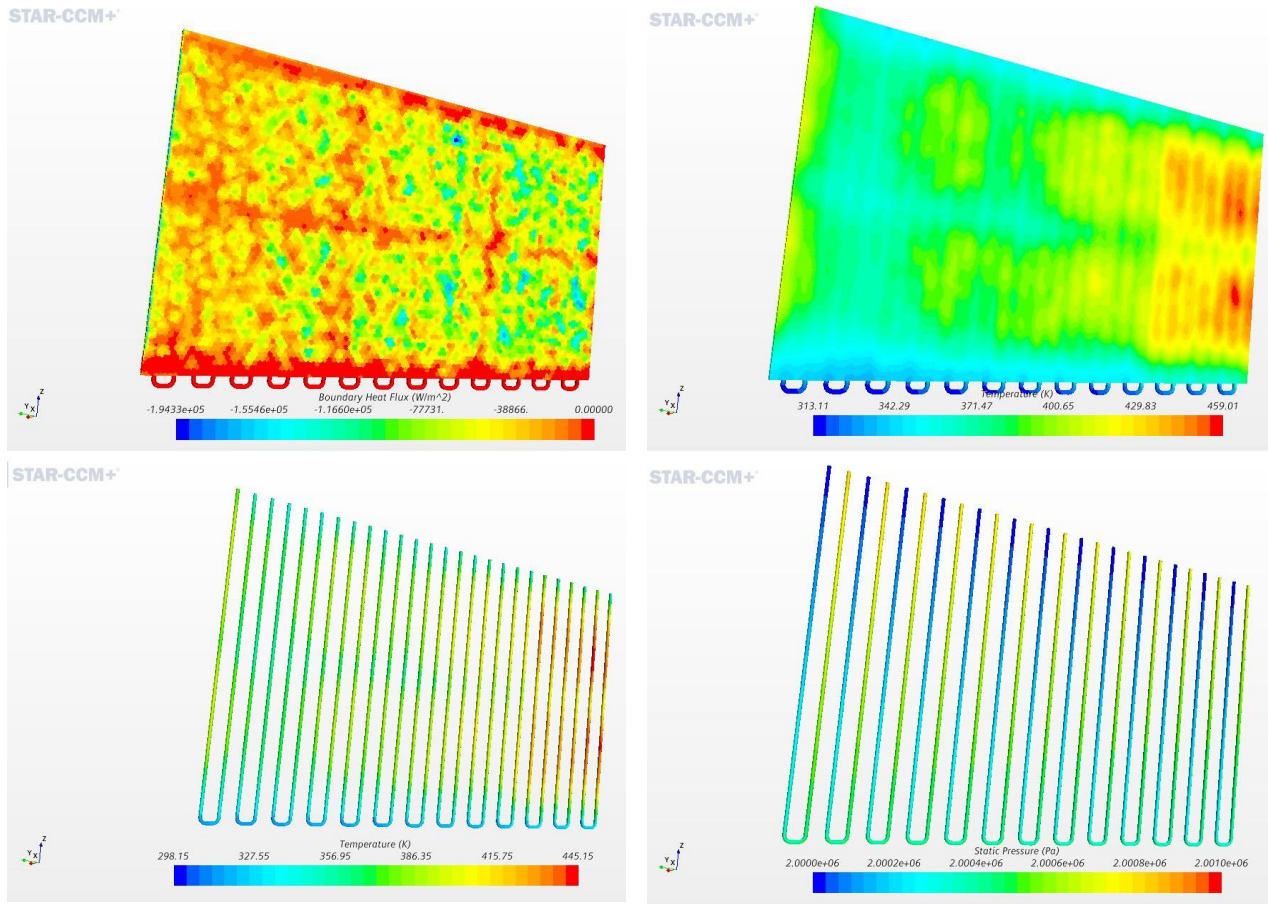 STAR-CCM+
Z
Y X
Boundary Heat Flux (W/m^2)
-1.9433e+05 -1.5546e+05 -1.1660e+05 -77731. -38866. 0.00000
STAR-CCM+
Z
Y X
Temperature (K)
313.11 342.29 371.47 400.65 429.83 459.01
STAR-CCM+
Z
Y X
Temperature (K)
298.15 327.55 356.95 386.35 415.75 445.15
STAR-CCM+
Z
Y X
Static Pressure (Pa)
2.0000e+06 2.0002e+06 2.0004e+06 2.0006e+06 2.0008e+06 2.0010e+06